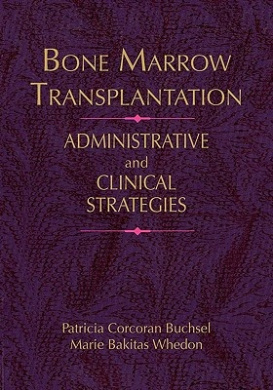 BONE MARROW
TRANSPLANTATION
ADMINISTRATIVE
and
CLINICAL
STRATEGIES
Patricia Corcoran Buchsel
Marie Bakitas Whedon